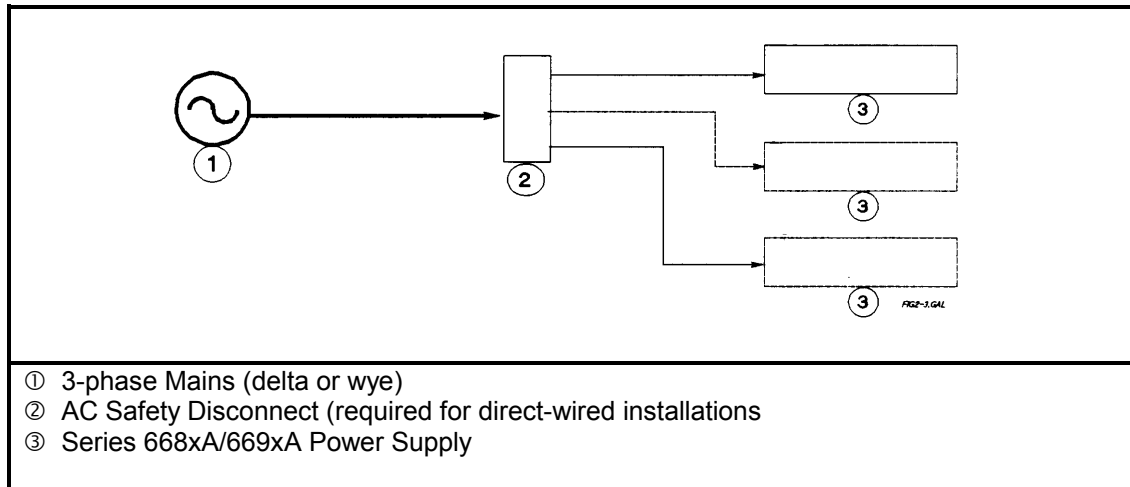 1
2
3
3
3
FIG2-3.GAL
① 3-phase Mains (delta or wye)
② AC Safety Disconnect (required for direct-wired installations
③ Series 668xA/669xA Power Supply